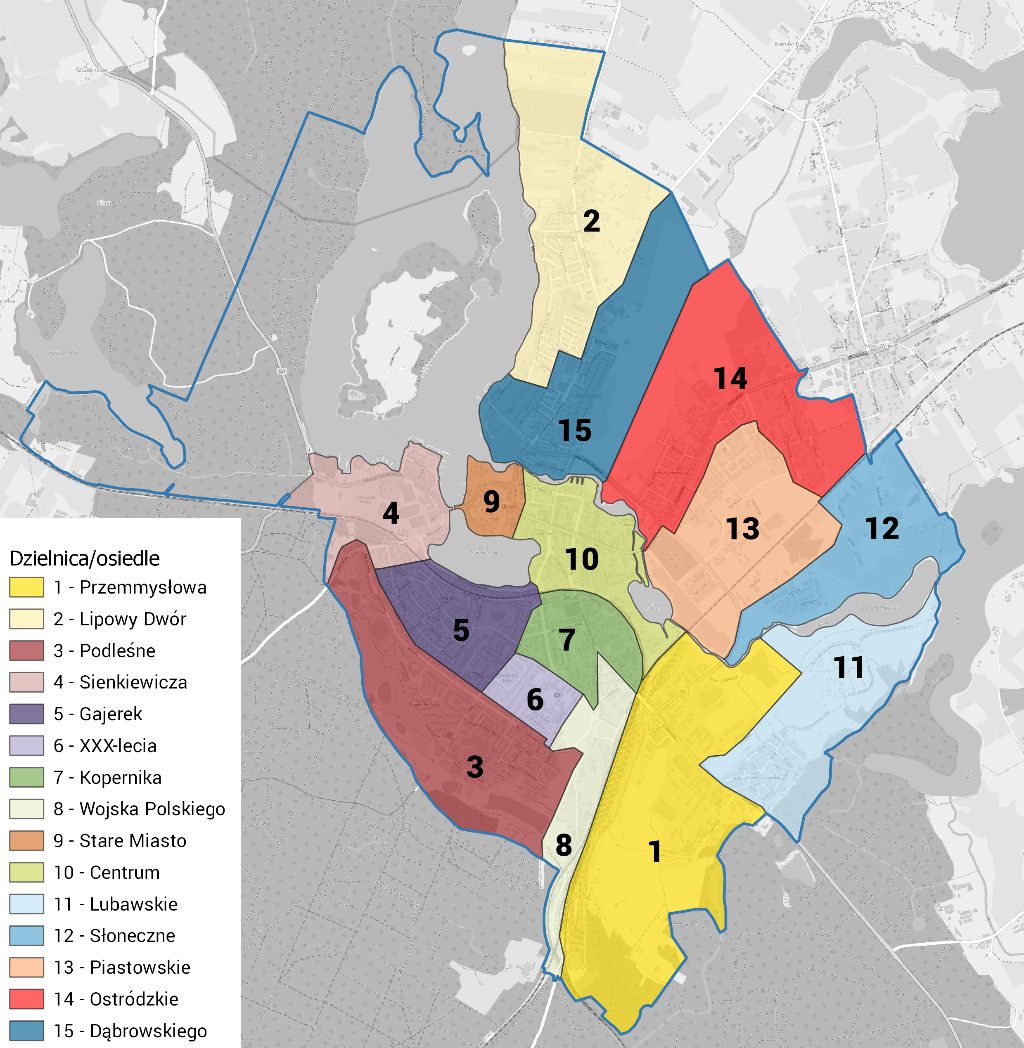 2
14
15
9
4
13
12
10
5
7
11
6
3
8
1
Dzielnica/osiedle
1 - Przemmysłowa
2 - Lipowy Dwór
3 - Podleśne
4 - Sienkiewicza
5 - Gajerek
6 - XXX-lecia
7 - Kopernika
8 - Wojska Polskiego
9 - Stare Miasto
10 - Centrum
11 - Lubawskie
12 - Słoneczne
13 - Piastowskie
14 - Ostródzkie
15 - Dąbrowskiego